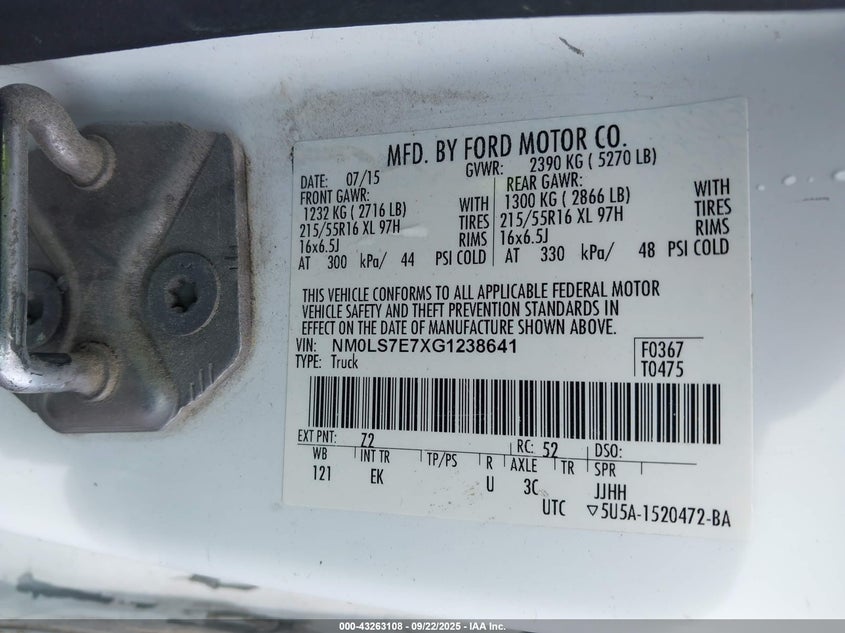 MFD. BY FORD MOTOR CO.
DATE: 07/15 GVWR: 2390 KG ( 5270 LB)
FRONT GAWR: REAR GAWR:
1232 KG ( 2716 LB) WITH 1300 KG ( 2866 LB) WITH
215/55R16 XL 97H TIRES 215/55R16 XL 97H TIRES
16x6.5J RIMS 16x6.5J RIMS
AT 300 kPa/ 44 PSI COLD AT 330 kPa/ 48 PSI COLD
THIS VEHICLE CONFORMS TO ALL APPLICABLE FEDERAL MOTOR
VEHICLE SAFETY AND THEFT PREVENTION STANDARDS IN
EFFECT ON THE DATE OF MANUFACTURE SHOWN ABOVE.
VIN: NM0LS7E7XG1238641 F0367
TYPE: Truck T0475
EXT PNT: Z2 RC: 52 DSO:
WB INT TR TP/PS R AXLE TR SPR
121 EK U 3C JJHH
UTC ▽5U5A-1520472-BA
000-43263108 - 09/22/2025 - IAA Inc.